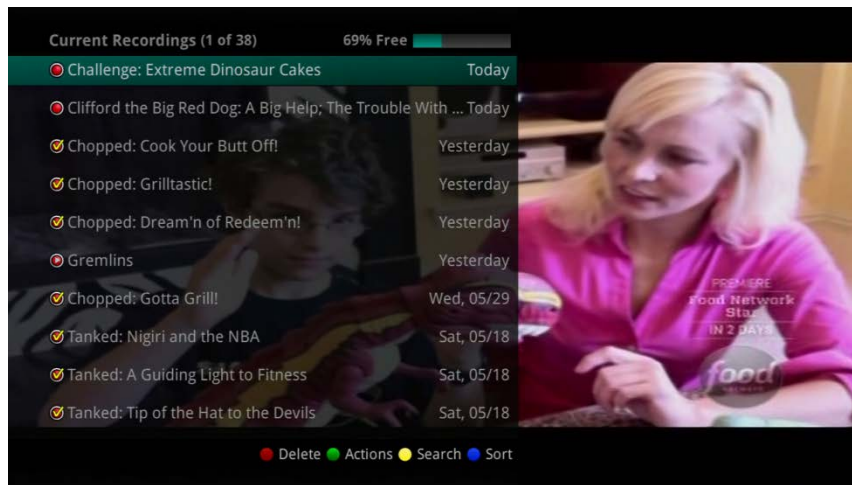 Current Recordings (1 of 38) 69% Free
Challenge: Extreme Dinosaur Cakes Today
Clifford the Big Red Dog: A Big Help; The Trouble With ... Today
Chopped: Cook Your Butt Off! Yesterday
Chopped: Grilltastic! Yesterday
Chopped: Dream'n of Redeem'n! Yesterday
Gremlins Yesterday
Chopped: Gotta Grill! Wed, 05/29
Tanked: Nigiri and the NBA Sat, 05/18
Tanked: A Guiding Light to Fitness Sat, 05/18
Tanked: Tip of the Hat to the Devils Sat, 05/18
PREMIERE
Food Network
Star
IN 2 DAYS
food
NETWORK
Delete Actions Search Sort